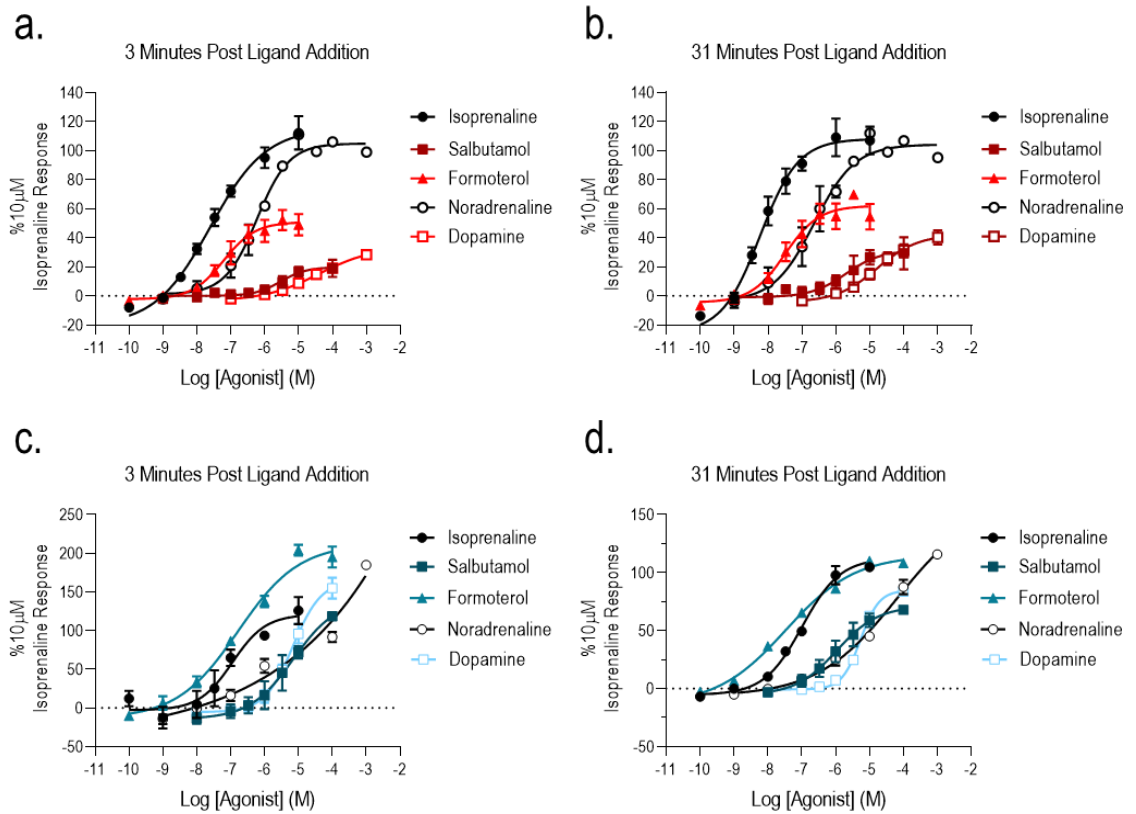 a.
3 Minutes Post Ligand Addition
%10µM
Isoprenaline Response
140
120
100
80
60
40
20
0
-20
-11 -10 -9 -8 -7 -6 -5 -4 -3 -2
Log [Agonist] (M)
Isoprenaline
Salbutamol
Formoterol
Noradrenaline
Dopamine
b.
31 Minutes Post Ligand Addition
%10µM
Isoprenaline Response
140
120
100
80
60
40
20
0
-20
-11 -10 -9 -8 -7 -6 -5 -4 -3 -2
Log [Agonist] (M)
Isoprenaline
Salbutamol
Formoterol
Noradrenaline
Dopamine
c.
3 Minutes Post Ligand Addition
%10µM
Isoprenaline Response
250
200
150
100
50
0
-50
-11 -10 -9 -8 -7 -6 -5 -4 -3 -2
Log [Agonist] (M)
Isoprenaline
Salbutamol
Formoterol
Noradrenaline
Dopamine
d.
31 Minutes Post Ligand Addition
%10µM
Isoprenaline Response
150
100
50
0
-50
-11 -10 -9 -8 -7 -6 -5 -4 -3 -2
Log [Agonist] (M)
Isoprenaline
Salbutamol
Formoterol
Noradrenaline
Dopamine